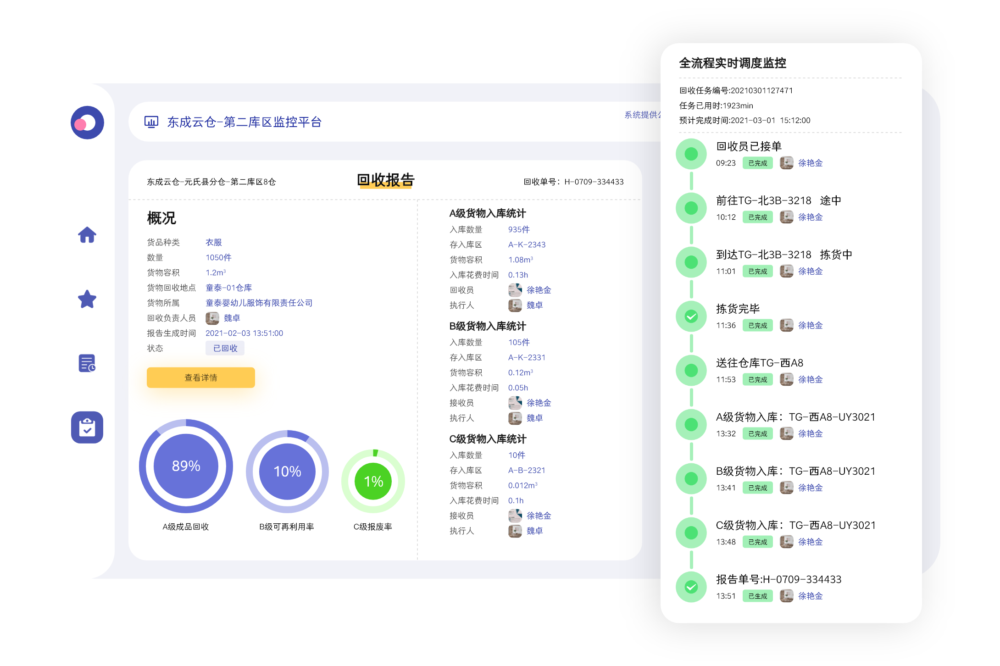 东成云仓-第二库区监控平台
系统提供
东成云仓-元氏县分仓-第二库区8仓
回收报告
回收单号：H-0709-334433
概况
货品种类 衣服
数量 1050件
货物容积 1.2m³
货物回收地点 童泰-01仓库
货物所属 童泰婴幼儿服饰有限责任公司
回收负责人员 魏卓
报告生成时间 2021-02-03 13:51:00
状态 已回收
查看详情
89%
10%
1%
A级成品回收
B级可再利用率
C级报废率
A级货物入库统计
入库数量 935件
存入库区 A-K-2343
货物容积 1.08m³
入库花费时间 0.13h
回收员 徐艳金
执行人 魏卓
B级货物入库统计
入库数量 105件
存入库区 A-K-2331
货物容积 0.12m³
入库花费时间 0.05h
接收员 徐艳金
执行人 魏卓
C级货物入库统计
入库数量 10件
存入库区 A-B-2321
货物容积 0.012m³
入库花费时间 0.1h
接收员 徐艳金
执行人 魏卓
全流程实时调度监控
回收任务编号:20210301127471
任务已用时:1923min
预计完成时间:2021-03-01 15:12:00
回收员已接单
09:23 已完成 徐艳金
前往TG-北3B-3218 途中
10:12 已完成 徐艳金
到达TG-北3B-3218 拣货中
11:01 已完成 徐艳金
拣货完毕
11:36 已完成 徐艳金
送往仓库TG-西A8
11:53 已完成 徐艳金
A级货物入库：TG-西A8-UY3021
13:32 已完成 徐艳金
B级货物入库：TG-西A8-UY3021
13:41 已完成 徐艳金
C级货物入库：TG-西A8-UY3021
13:48 已完成 徐艳金
报告单号:H-0709-334433
13:51 已生成 徐艳金